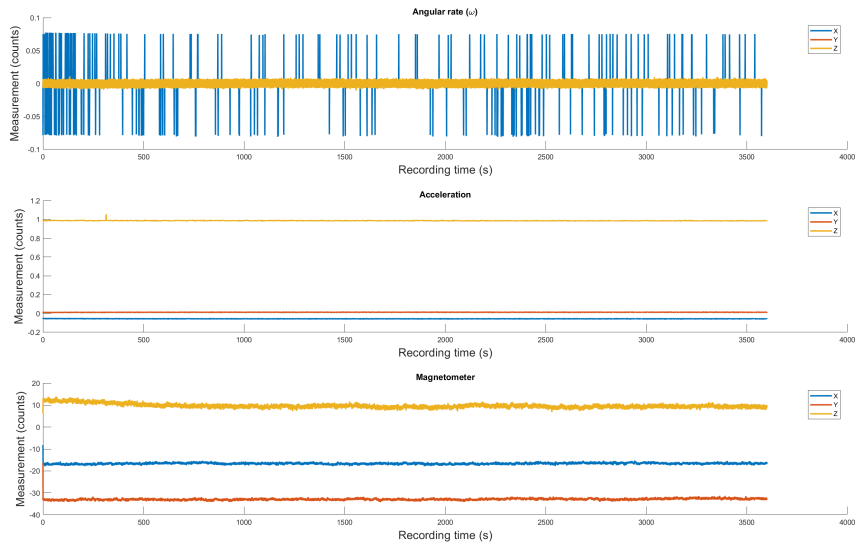 Angular rate (ω)
Measurement (counts)
0.1
0.05
0
-0.05
-0.1
0 500 1000 1500 2000 2500 3000 3500 4000
Recording time (s)
X
Y
Z
Acceleration
Measurement (counts)
1.2
1
0.8
0.6
0.4
0.2
0
-0.2
0 500 1000 1500 2000 2500 3000 3500 4000
Recording time (s)
X
Y
Z
Magnetometer
Measurement (counts)
20
10
0
-10
-20
-30
-40
0 500 1000 1500 2000 2500 3000 3500 4000
Recording time (s)
X
Y
Z